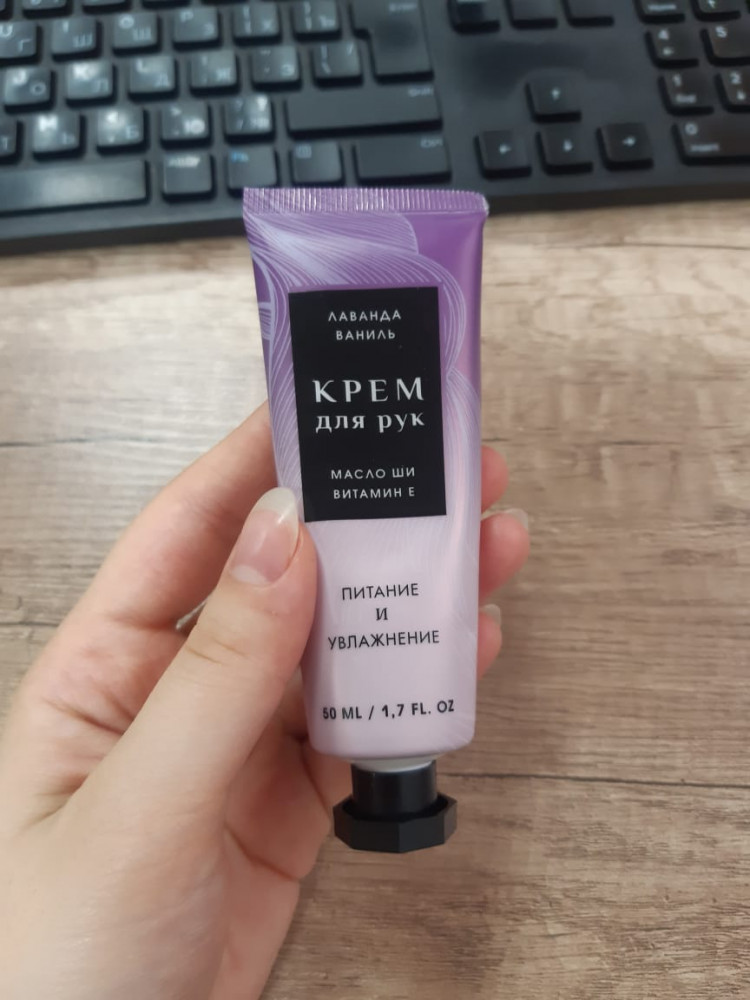 ЛАВАНДА
ВАНИЛЬ
КРЕМ
для рук
МАСЛО ШИ
ВИТАМИН Е
ПИТАНИЕ
И
УВЛАЖНЕНИЕ
50 ML / 1,7 FL. OZ